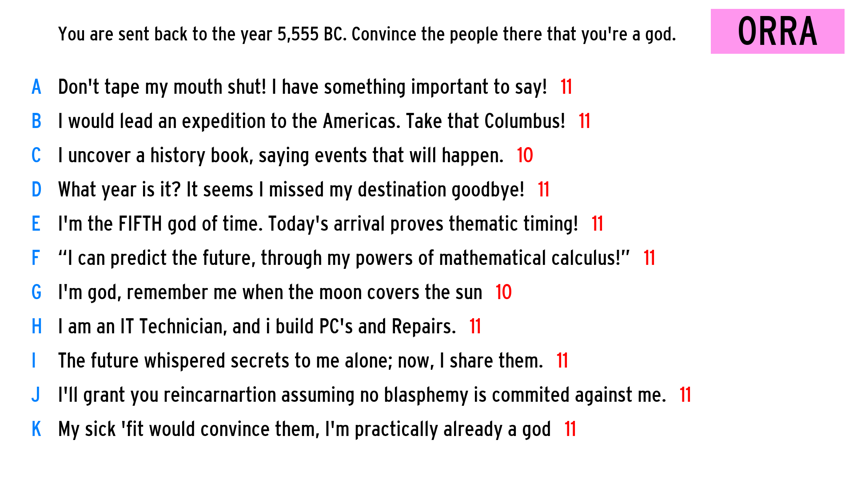 You are sent back to the year 5,555 BC. Convince the people there that you're a god.
ORRA
A Don't tape my mouth shut! I have something important to say! 11
B I would lead an expedition to the Americas. Take that Columbus! 11
C I uncover a history book, saying events that will happen. 10
D What year is it? It seems I missed my destination goodbye! 11
E I'm the FIFTH god of time. Today's arrival proves thematic timing! 11
F “I can predict the future, through my powers of mathematical calculus!” 11
G I'm god, remember me when the moon covers the sun 10
H I am an IT Technician, and i build PC's and Repairs. 11
I The future whispered secrets to me alone; now, I share them. 11
J I'll grant you reincarnartion assuming no blasphemy is commited against me. 11
K My sick 'fit would convince them, I'm practically already a god 11